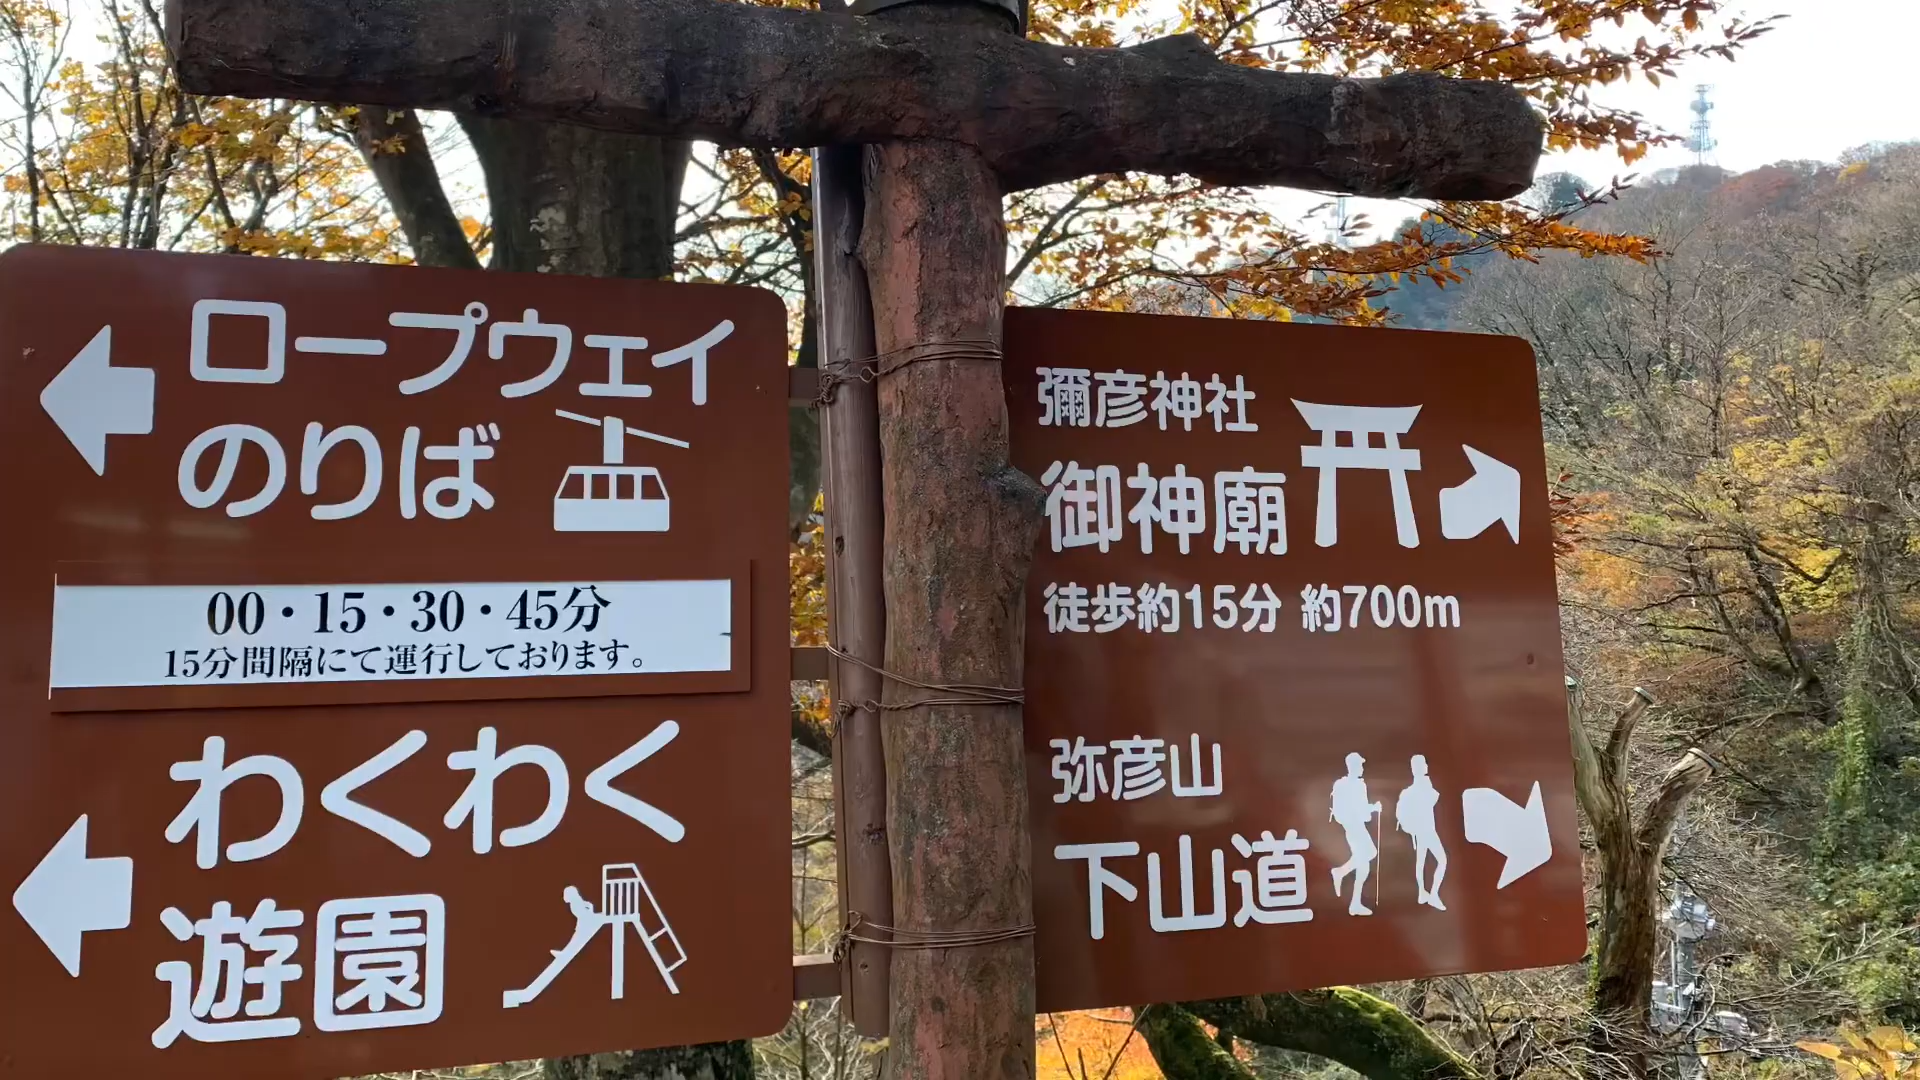 ロープウェイ
のりば
00・15・30・45分
15分間隔にて運行しております。
わくわく
遊園
彌彦神社
御神廟
徒歩約15分 約700m
弥彦山
下山道